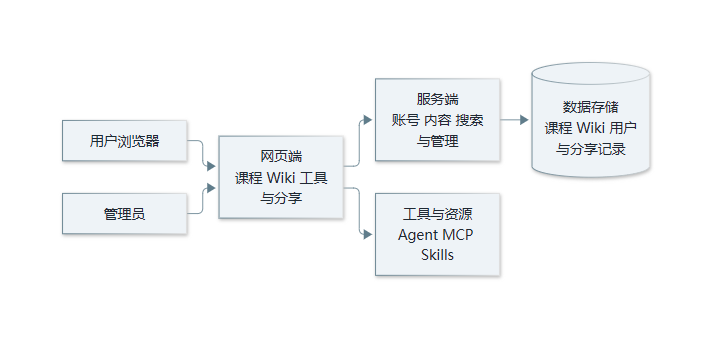 用户浏览器
管理员
网页端
课程 Wiki 工具
与分享
服务端
账号 内容 搜索
与管理
工具与资源
Agent MCP
Skills
数据存储
课程 Wiki 用户
与分享记录